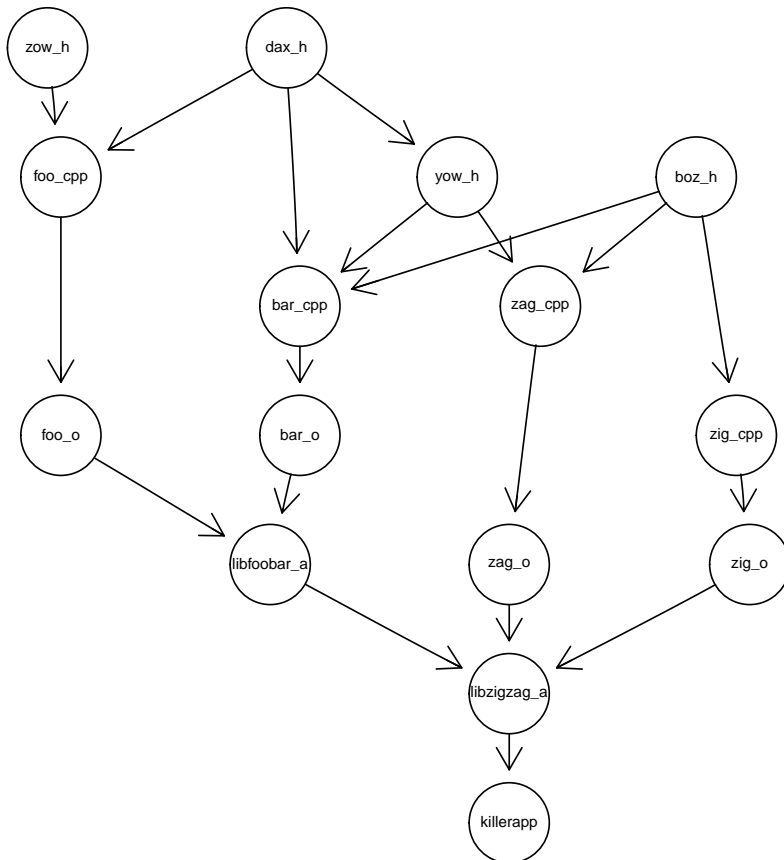 zow_h
dax_h
foo_cpp
yow_h
boz_h
bar_cpp
zag_cpp
foo_o
bar_o
zig_cpp
libfoobar_a
zag_o
zig_o
libzigzag_a
killerapp